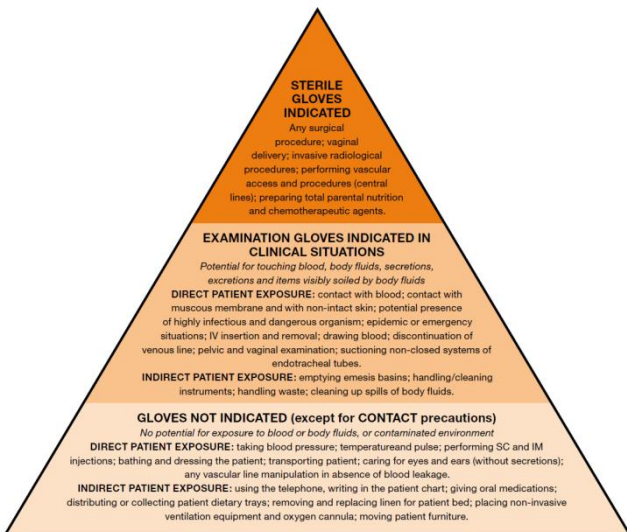 STERILE
GLOVES
INDICATED
Any surgical
procedure; vaginal
delivery; invasive radiological
procedures; performing vascular
access and procedures (central
lines); preparing total parental nutrition
and chemotherapeutic agents.
EXAMINATION GLOVES INDICATED IN
CLINICAL SITUATIONS
Potential for touching blood, body fluids, secretions,
excretions and items visibly soiled by body fluids
DIRECT PATIENT EXPOSURE: contact with blood; contact with
muscous membrane and with non-intact skin; potential presence
of highly infectious and dangerous organism; epidemic or emergency
situations; IV insertion and removal; drawing blood; discontinuation of
venous line; pelvic and vaginal examination; suctioning non-closed systems of
endotracheal tubes.
INDIRECT PATIENT EXPOSURE: emptying emesis basins; handling/cleaning
instruments; handling waste; cleaning up spills of body fluids.
GLOVES NOT INDICATED (except for CONTACT precautions)
No potential for exposure to blood or body fluids, or contaminated environment
DIRECT PATIENT EXPOSURE: taking blood pressure; temperatureand pulse; performing SC and IM
injections; bathing and dressing the patient; transporting patient; caring for eyes and ears (without secretions);
any vascular line manipulation in absence of blood leakage.
INDIRECT PATIENT EXPOSURE: using the telephone, writing in the patient chart; giving oral medications;
distributing or collecting patient dietary trays; removing and replacing linen for patient bed; placing non-invasive
ventilation equipment and oxygen cannula; moving patient furniture.